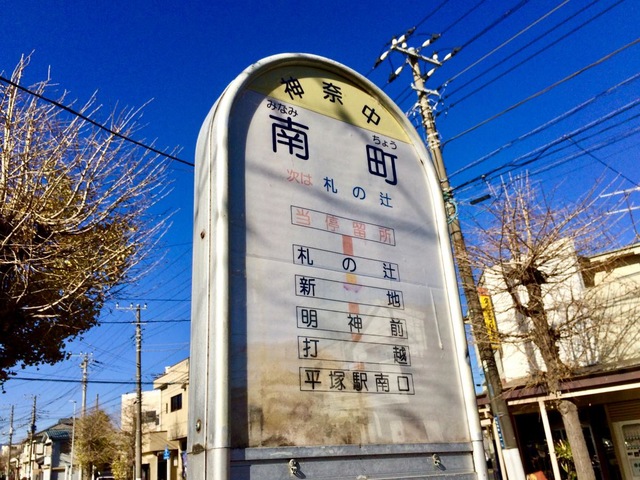 神奈中
みなみ ちょう
南町
次は 札の辻
当停留所
札の辻
新地
明神前
打越
平塚駅南口